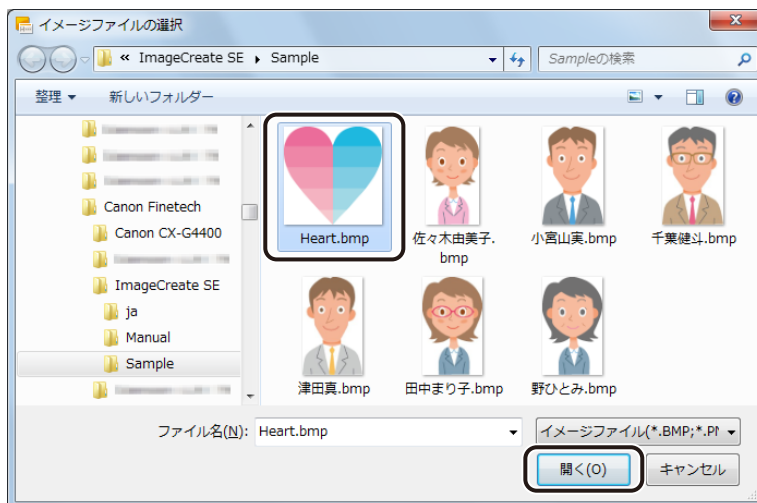 イメージファイルの選択
« ImageCreate SE ▸ Sample
Sampleの検索
整理 ▼ 新しいフォルダー
Canon Finetech
Canon CX-G4400
ImageCreate SE
ja
Manual
Sample
Heart.bmp
佐々木由美子.
bmp
小宮山実.bmp
千葉健斗.bmp
津田真.bmp
田中まり子.bmp
野ひとみ.bmp
ファイル名(N): Heart.bmp
イメージファイル(*.BMP;*.PN
開く(O)
キャンセル